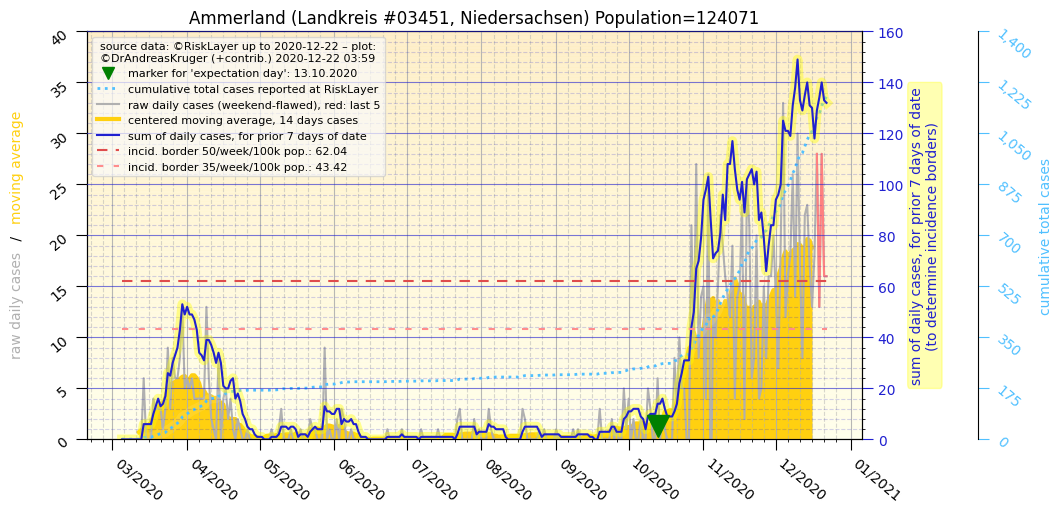 Ammerland (Landkreis #03451, Niedersachsen) Population=124071
source data: ©RiskLayer up to 2020-12-22 – plot:
©DrAndreasKruger (+contrib.) 2020-12-22 03:59
marker for 'expectation day': 13.10.2020
cumulative total cases reported at RiskLayer
raw daily cases (weekend-flawed), red: last 5
centered moving average, 14 days cases
sum of daily cases, for prior 7 days of date
incid. border 50/week/100k pop.: 62.04
incid. border 35/week/100k pop.: 43.42
raw daily cases / moving average
40
35
30
25
20
15
10
5
0
03/2020
04/2020
05/2020
06/2020
07/2020
08/2020
09/2020
10/2020
11/2020
12/2020
01/2021
160
140
120
100
80
60
40
20
0
sum of daily cases, for prior 7 days of date
(to determine incidence borders)
1,400
1,225
1,050
875
700
525
350
175
0
cumulative total cases